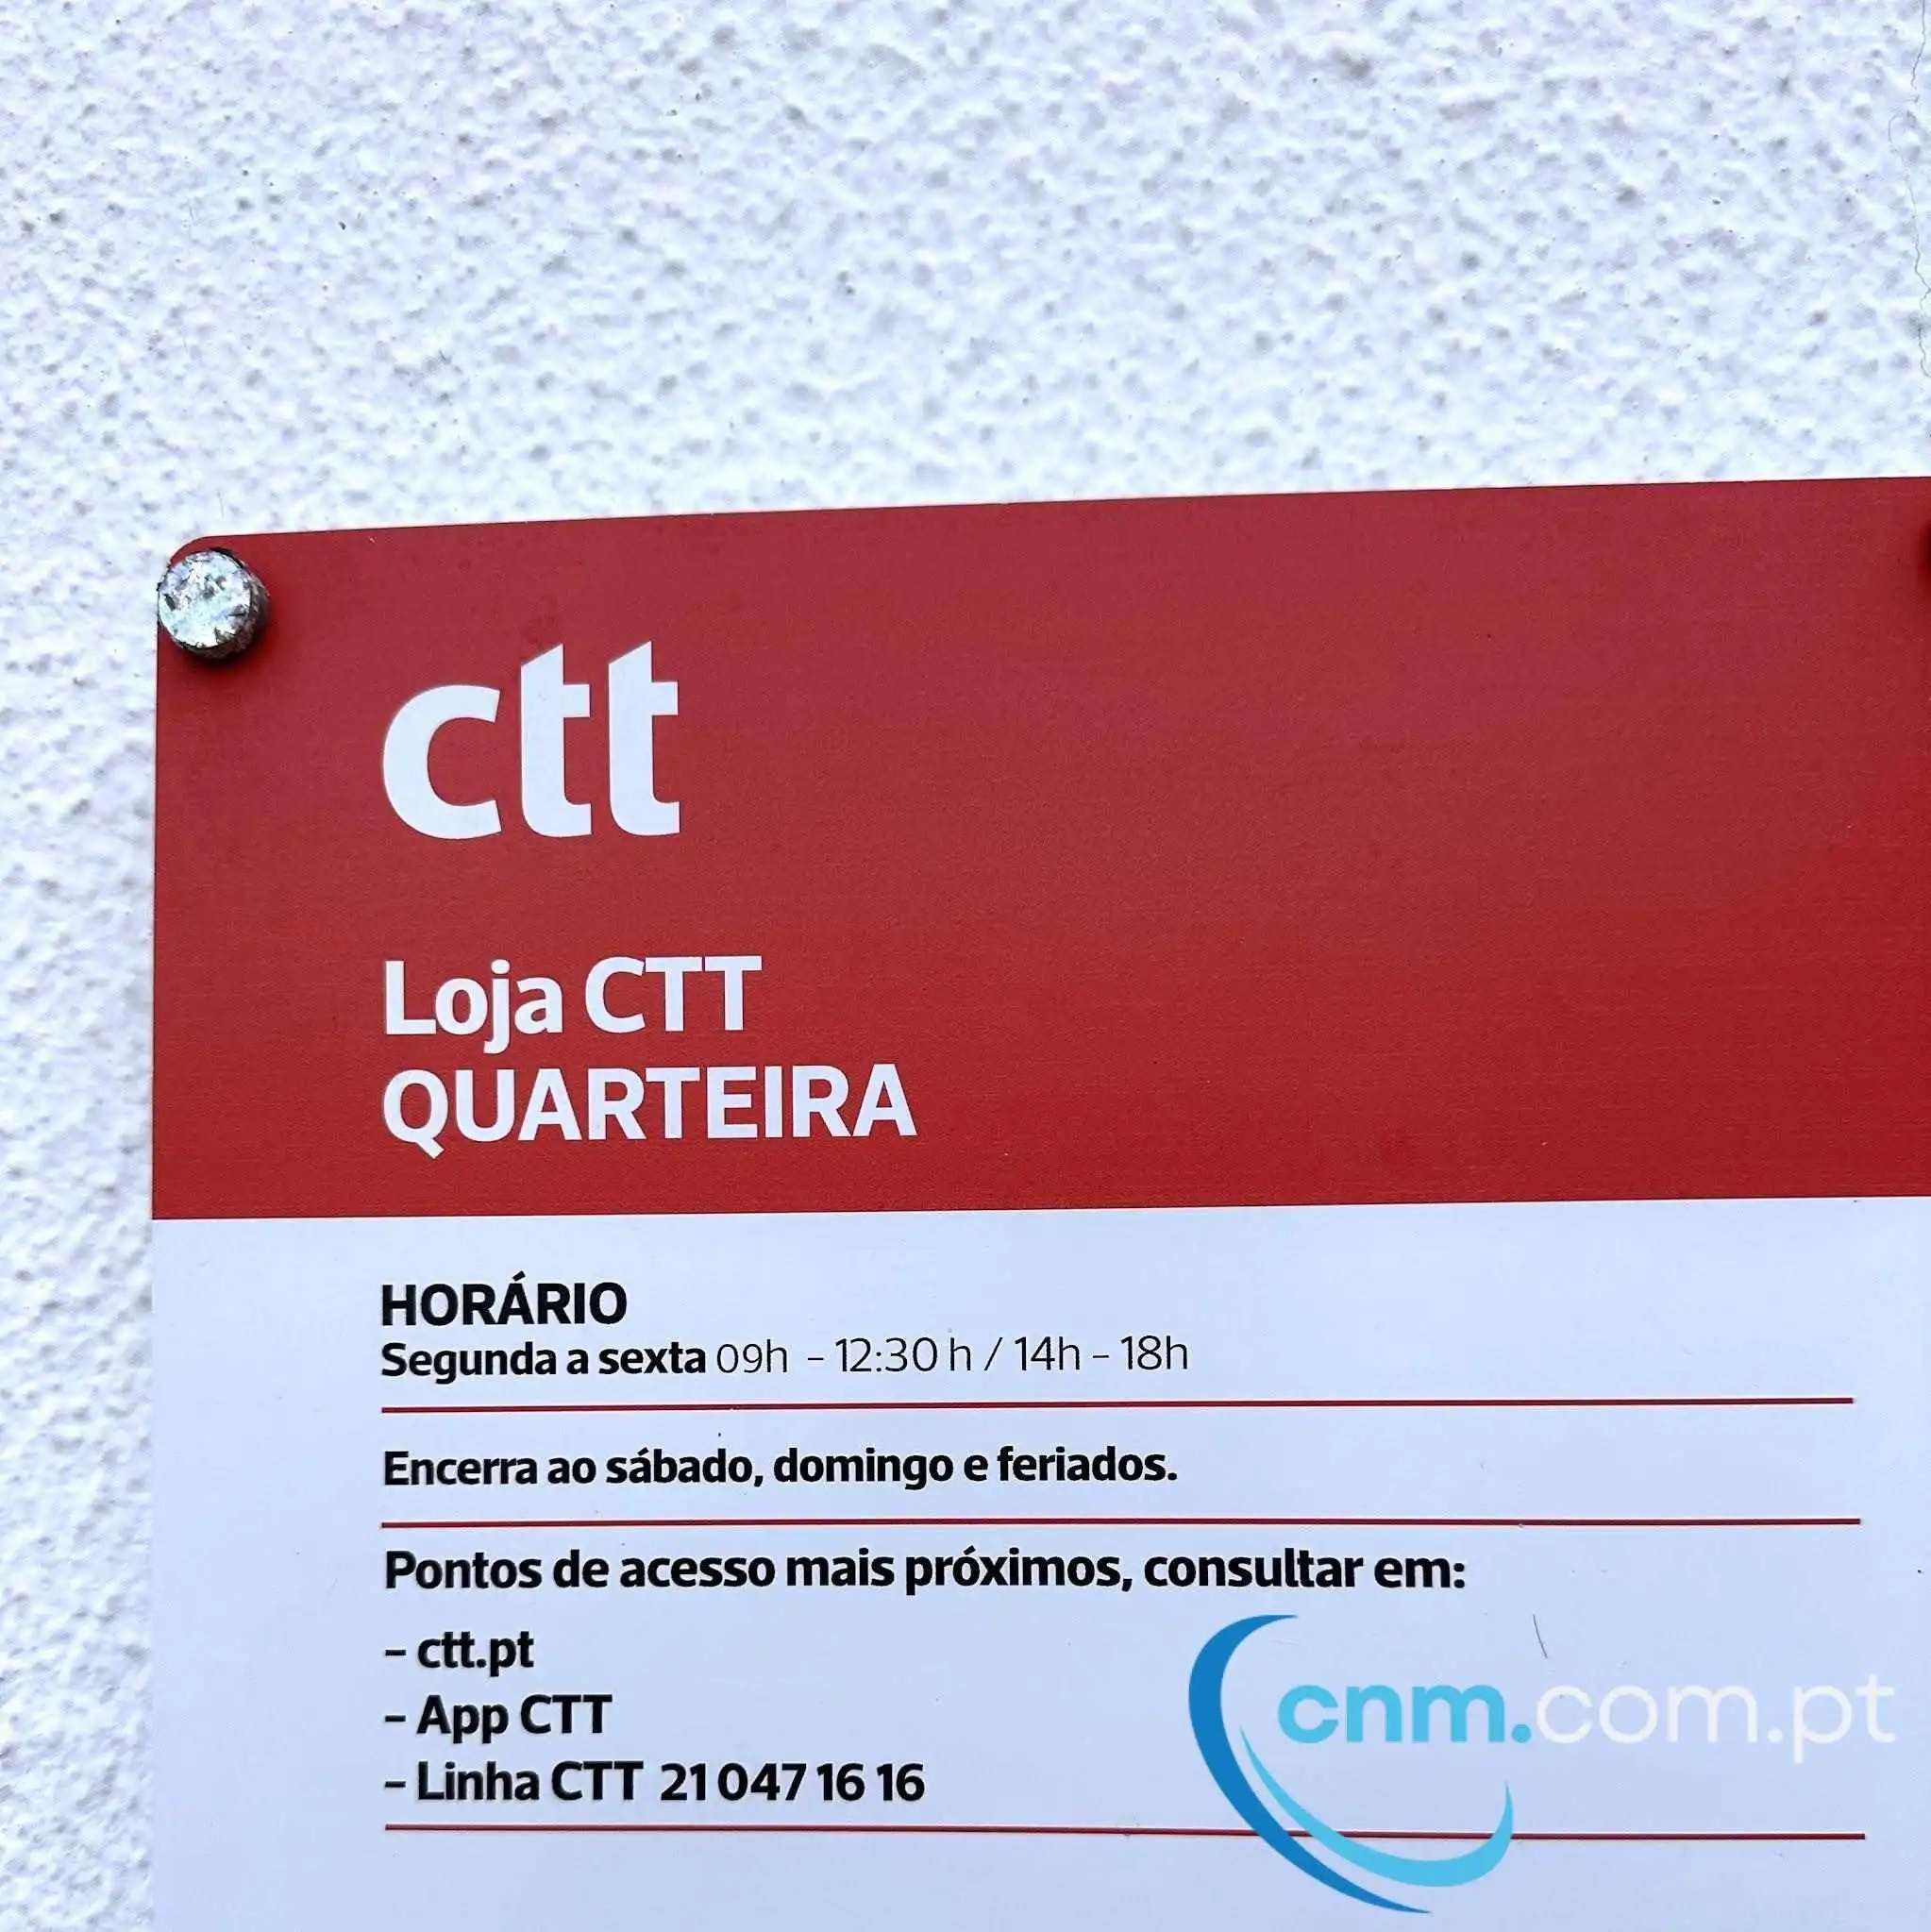 ctt
Loja CTT
QUARTEIRA
HORÁRIO
Segunda a sexta 09h - 12:30 h / 14h - 18h
Encerra ao sábado, domingo e feriados.
Pontos de acesso mais próximos, consultar em:
- ctt.pt
- App CTT
- Linha CTT 21 047 16 16
cnm.com.pt